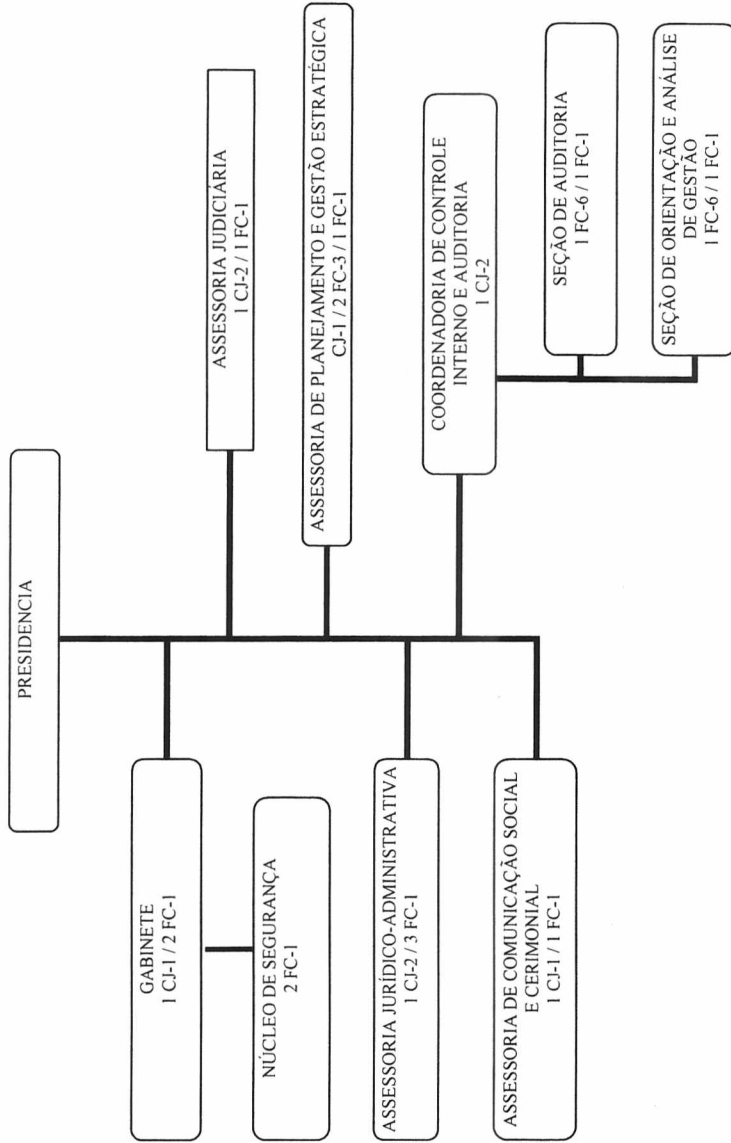 PRESIDENCIA
GABINETE
1 CJ-1 / 2 FC-1
NÚCLEO DE SEGURANÇA
2 FC-1
ASSESSORIA JURÍDICO-ADMINISTRATIVA
1 CJ-2 / 3 FC-1
ASSESSORIA DE COMUNICAÇÃO SOCIAL
E CERIMONIAL
1 CJ-1 / 1 FC-1
ASSESSORIA JUDICIÁRIA
1 CJ-2 / 1 FC-1
ASSESSORIA DE PLANEJAMENTO E GESTÃO ESTRATÉGICA
CJ-1 / 2 FC-3 / 1 FC-1
COORDENADORIA DE CONTROLE
INTERNO E AUDITORIA
1 CJ-2
SEÇÃO DE AUDITORIA
1 FC-6 / 1 FC-1
SEÇÃO DE ORIENTAÇÃO E ANÁLISE
DE GESTÃO
1 FC-6 / 1 FC-1